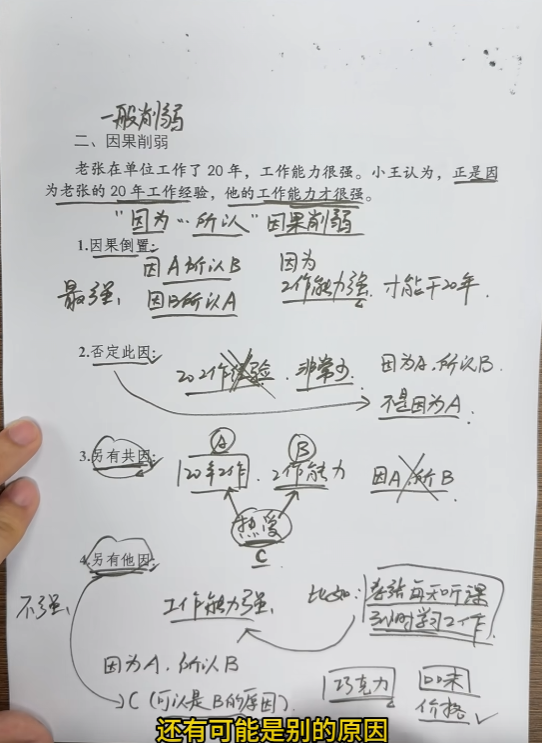 一般削弱
二、因果削弱
老张在单位工作了 20 年，工作能力很强。小王认为，正是因
为老张的 20 年工作经验，他的工作能力才很强。
"因为…所以"因果削弱
1.因果倒置:
因A所以B
因为
最强,
因B所以A
工作能力强.才能干20年.
2.否定此因:
20工作经验.非常少.
因为A.所以B.
不是因为A.
A
B
3.另有共因:
20年工作.
工作能力
因A所B
热爱
C
4.另有他因:
不强,
工作能力强,
比如:
老张每天听课
学习工作.
因为A.所以B
C(可以是B的原因).
巧克力
口味
价格
还有可能是别的原因